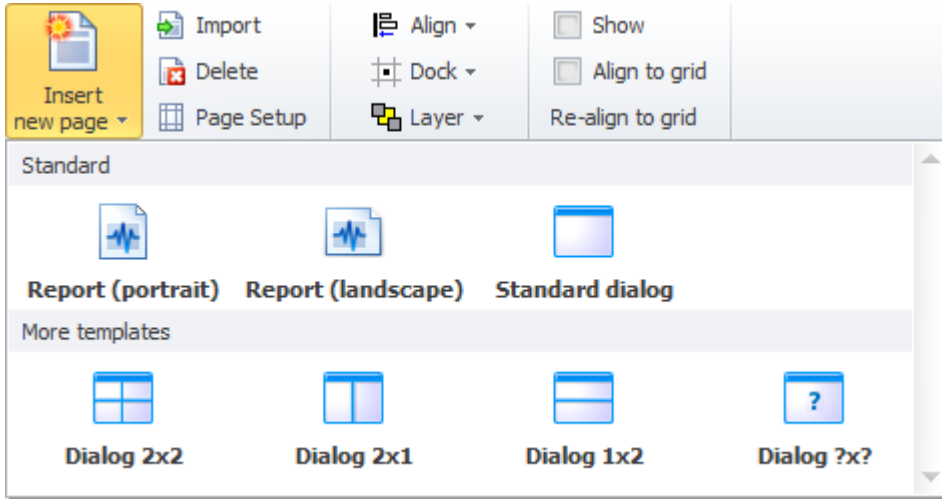 Import
Align
Show
Delete
Dock
Align to grid
Insert
new page
Page Setup
Layer
Re-align to grid
Standard
Report (portrait)
Report (landscape)
Standard dialog
More templates
?
Dialog 2x2
Dialog 2x1
Dialog 1x2
Dialog ?x?